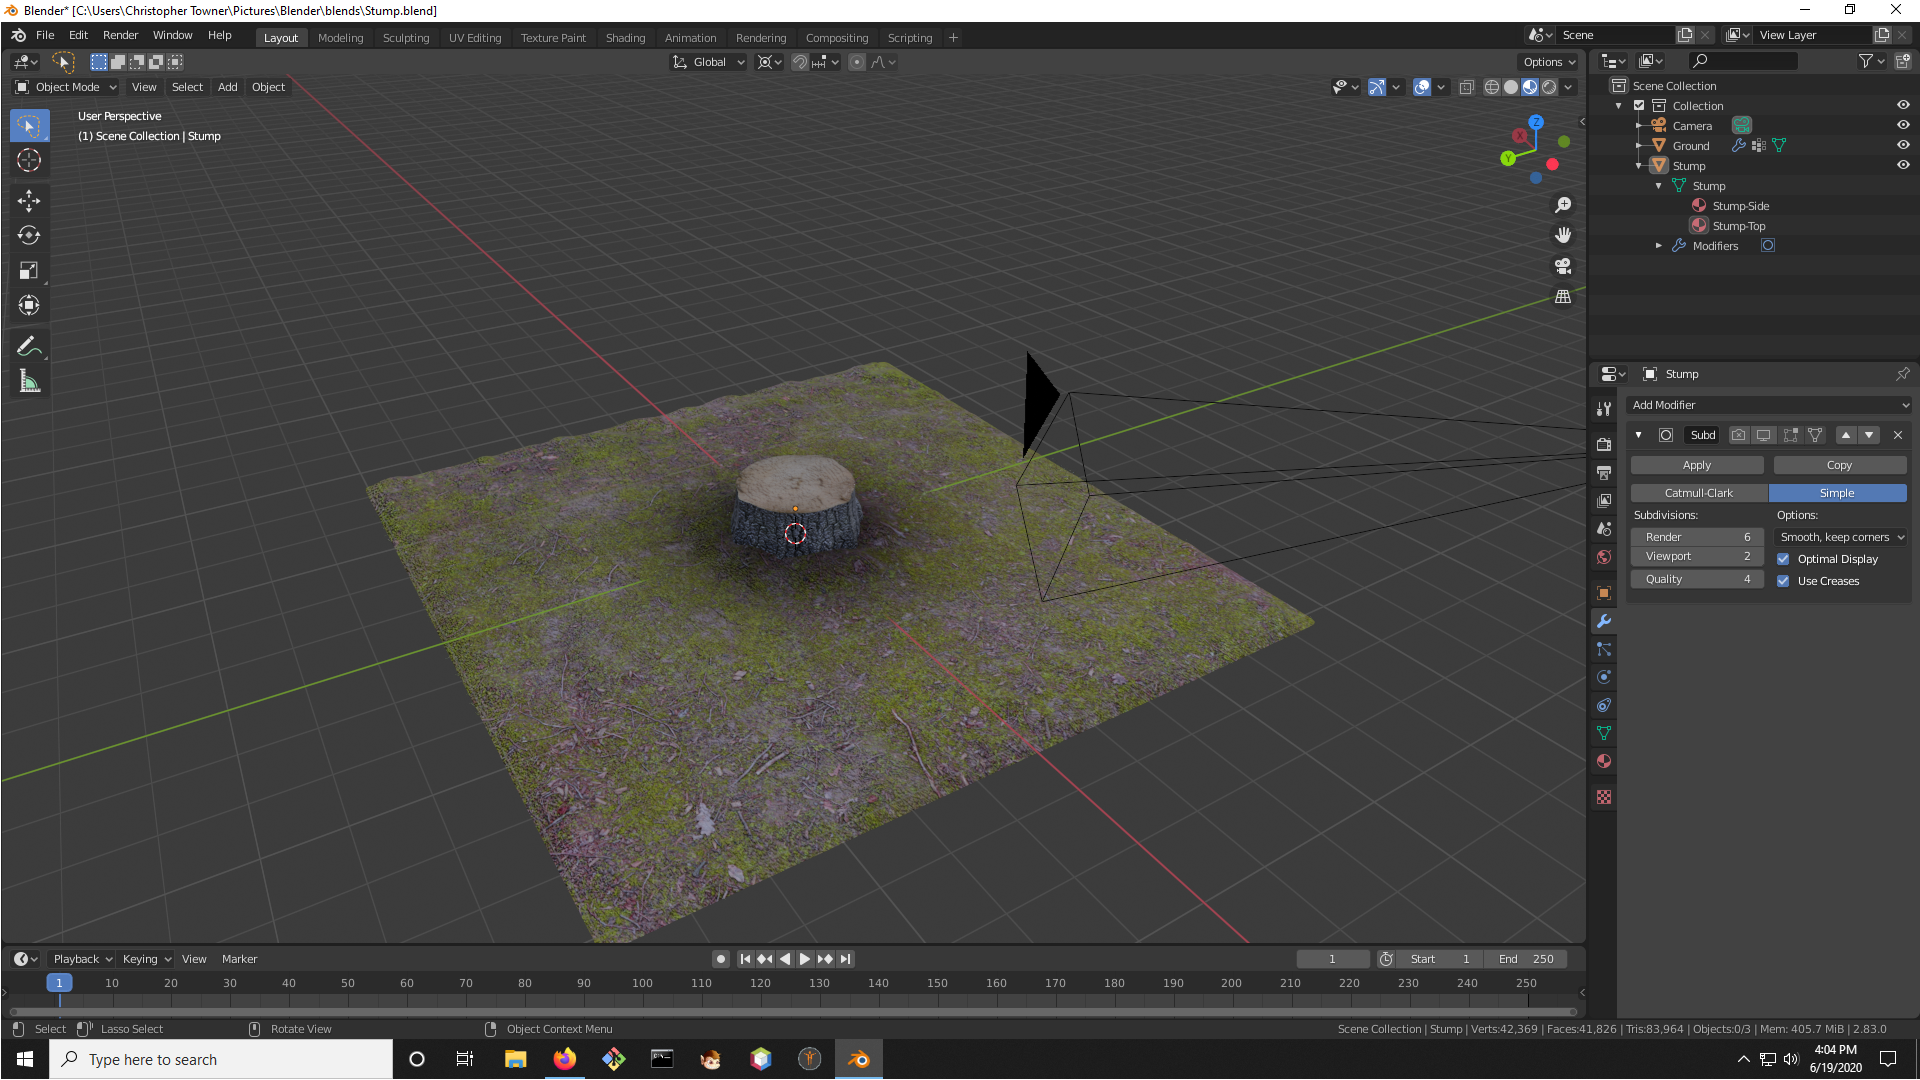 Blender* [C:\Users\Christopher Towner\Pictures\Blender\blends\Stump.blend]
File Edit Render Window Help Layout Modeling Sculpting UV Editing Texture Paint Shading Animation Rendering Compositing Scripting + Scene View Layer
Global Options
Object Mode View Select Add Object
User Perspective
(1) Scene Collection | Stump
Z
X
Y
Scene Collection
Collection
Camera
Ground
Stump
Stump
Stump-Side
Stump-Top
Modifiers
Stump
Add Modifier
Subd
Apply Copy
Catmull-Clark Simple
Subdivisions: Options:
Render 6 Smooth, keep corners
Viewport 2 Optimal Display
Quality 4 Use Creases
Playback Keying View Marker 1 Start 1 End 250
1 10 20 30 40 50 60 70 80 90 100 110 120 130 140 150 160 170 180 190 200 210 220 230 240 250
Select Lasso Select Rotate View Object Context Menu Scene Collection | Stump | Verts:42,369 | Faces:41,826 | Tris:83,964 | Objects:0/3 | Mem: 405.7 MiB | 2.83.0
Type here to search
4:04 PM
6/19/2020